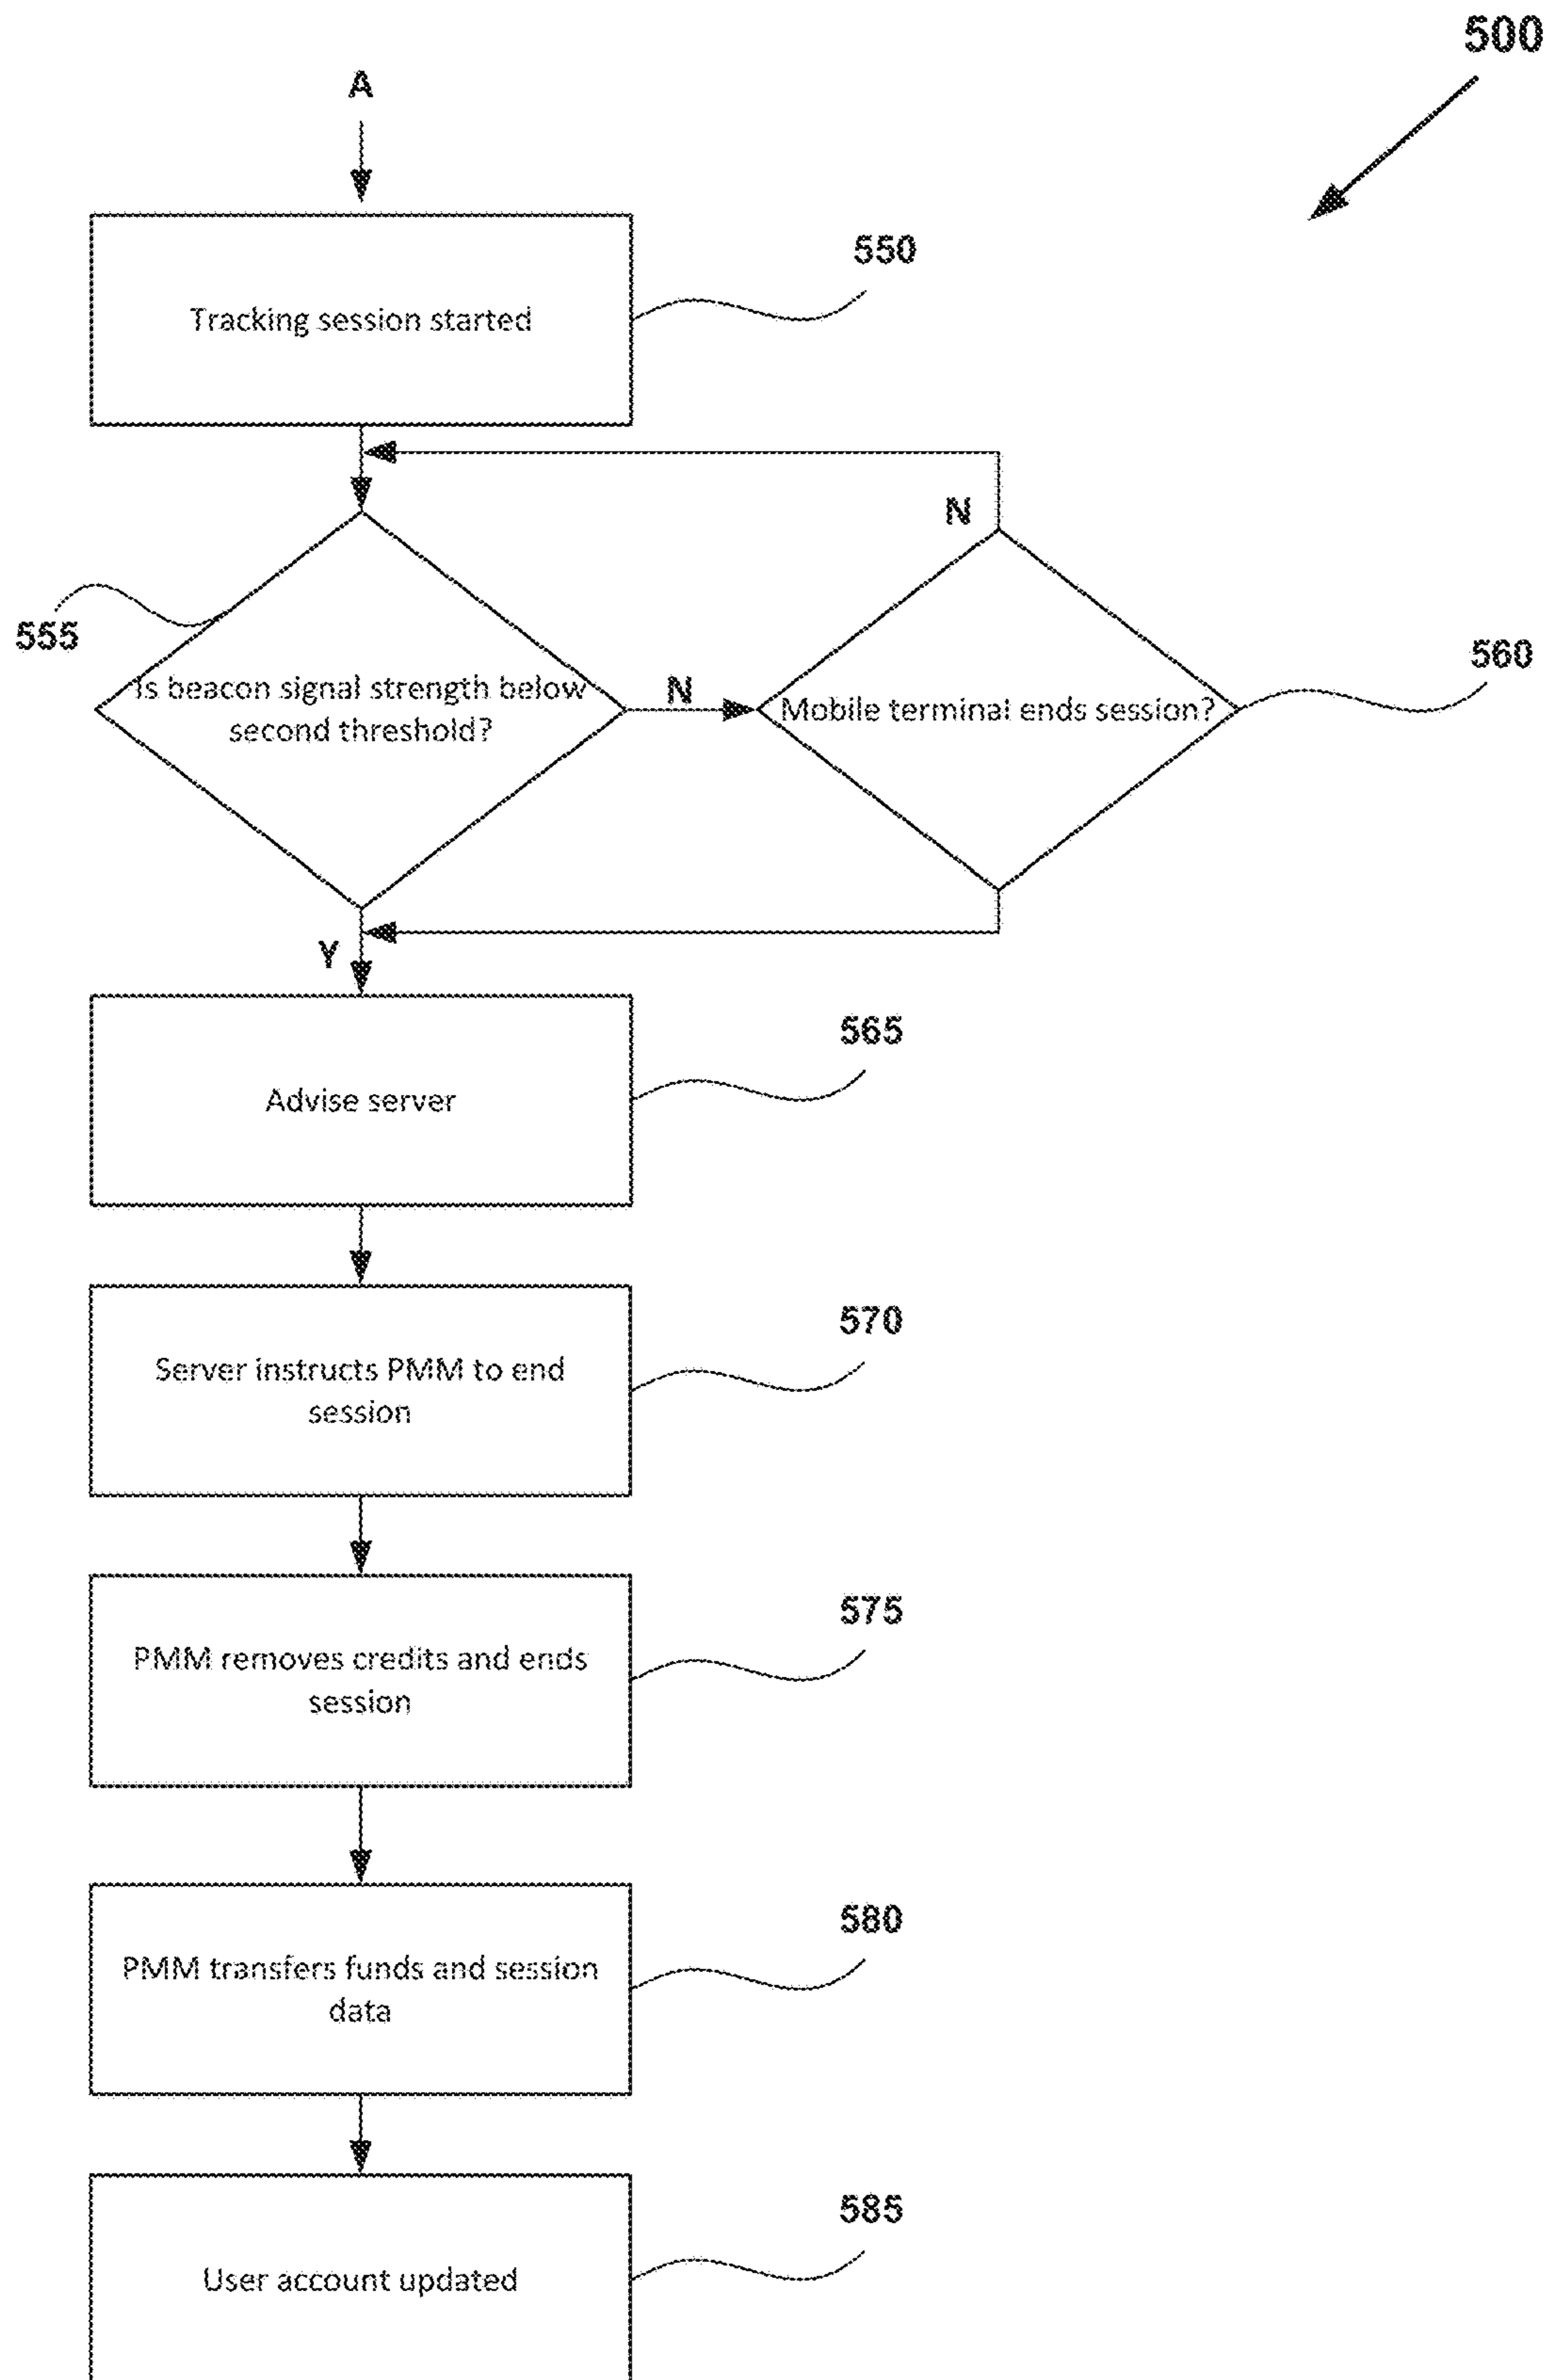 500
A
Tracking session started
550
N
555
Is beacon signal strength below
second threshold?
N
Mobile terminal ends session?
560
Y
Advise server
565
Server instructs PMM to end
session
570
PMM removes credits and ends
session
575
PMM transfers funds and session
data
580
User account updated
585